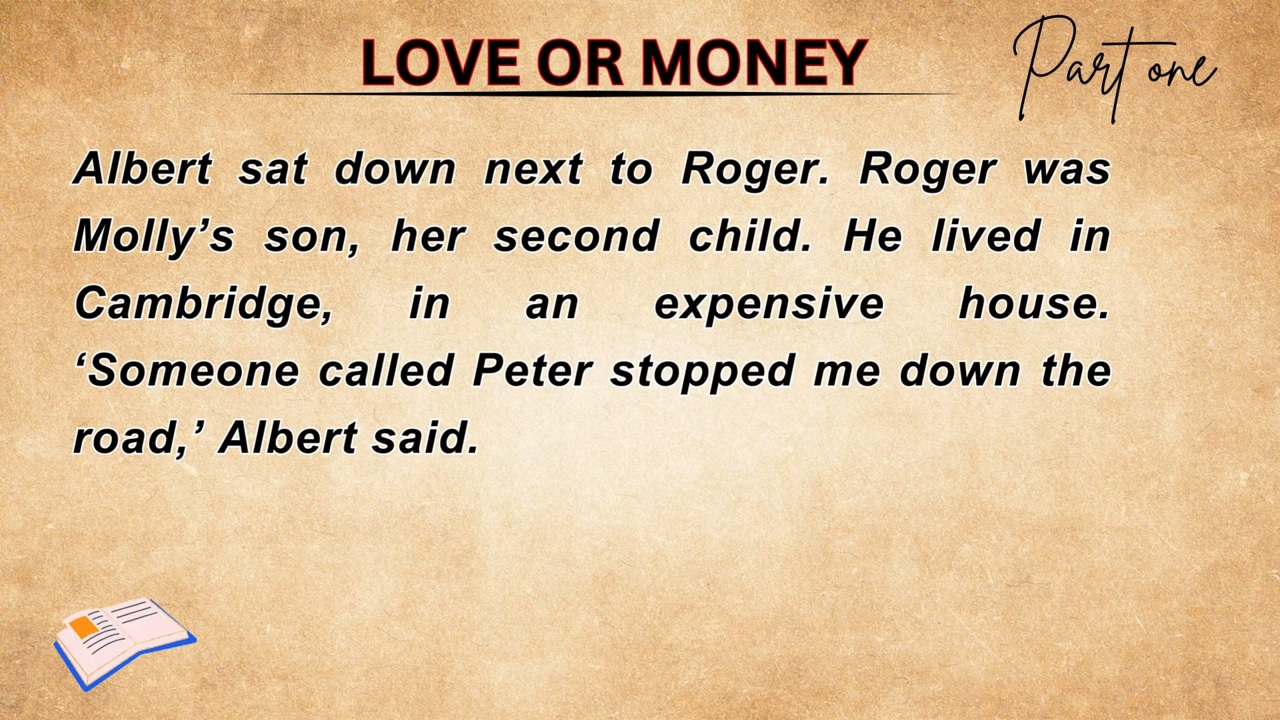 LOVE OR MONEY
Part one
Albert sat down next to Roger. Roger was
Molly’s son, her second child. He lived in
Cambridge, in an expensive house.
‘Someone called Peter stopped me down the
road,’ Albert said.